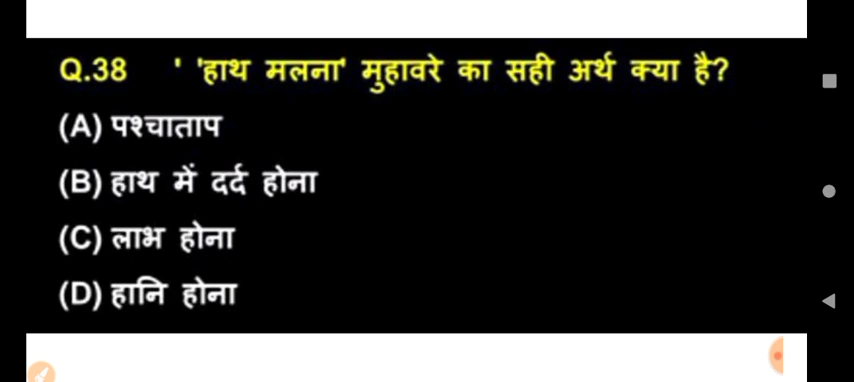 Q.38 ' 'हाथ मलना' मुहावरे का सही अर्थ क्या है?
(A) पश्चाताप
(B) हाथ में दर्द होना
(C) लाभ होना
(D) हानि होना